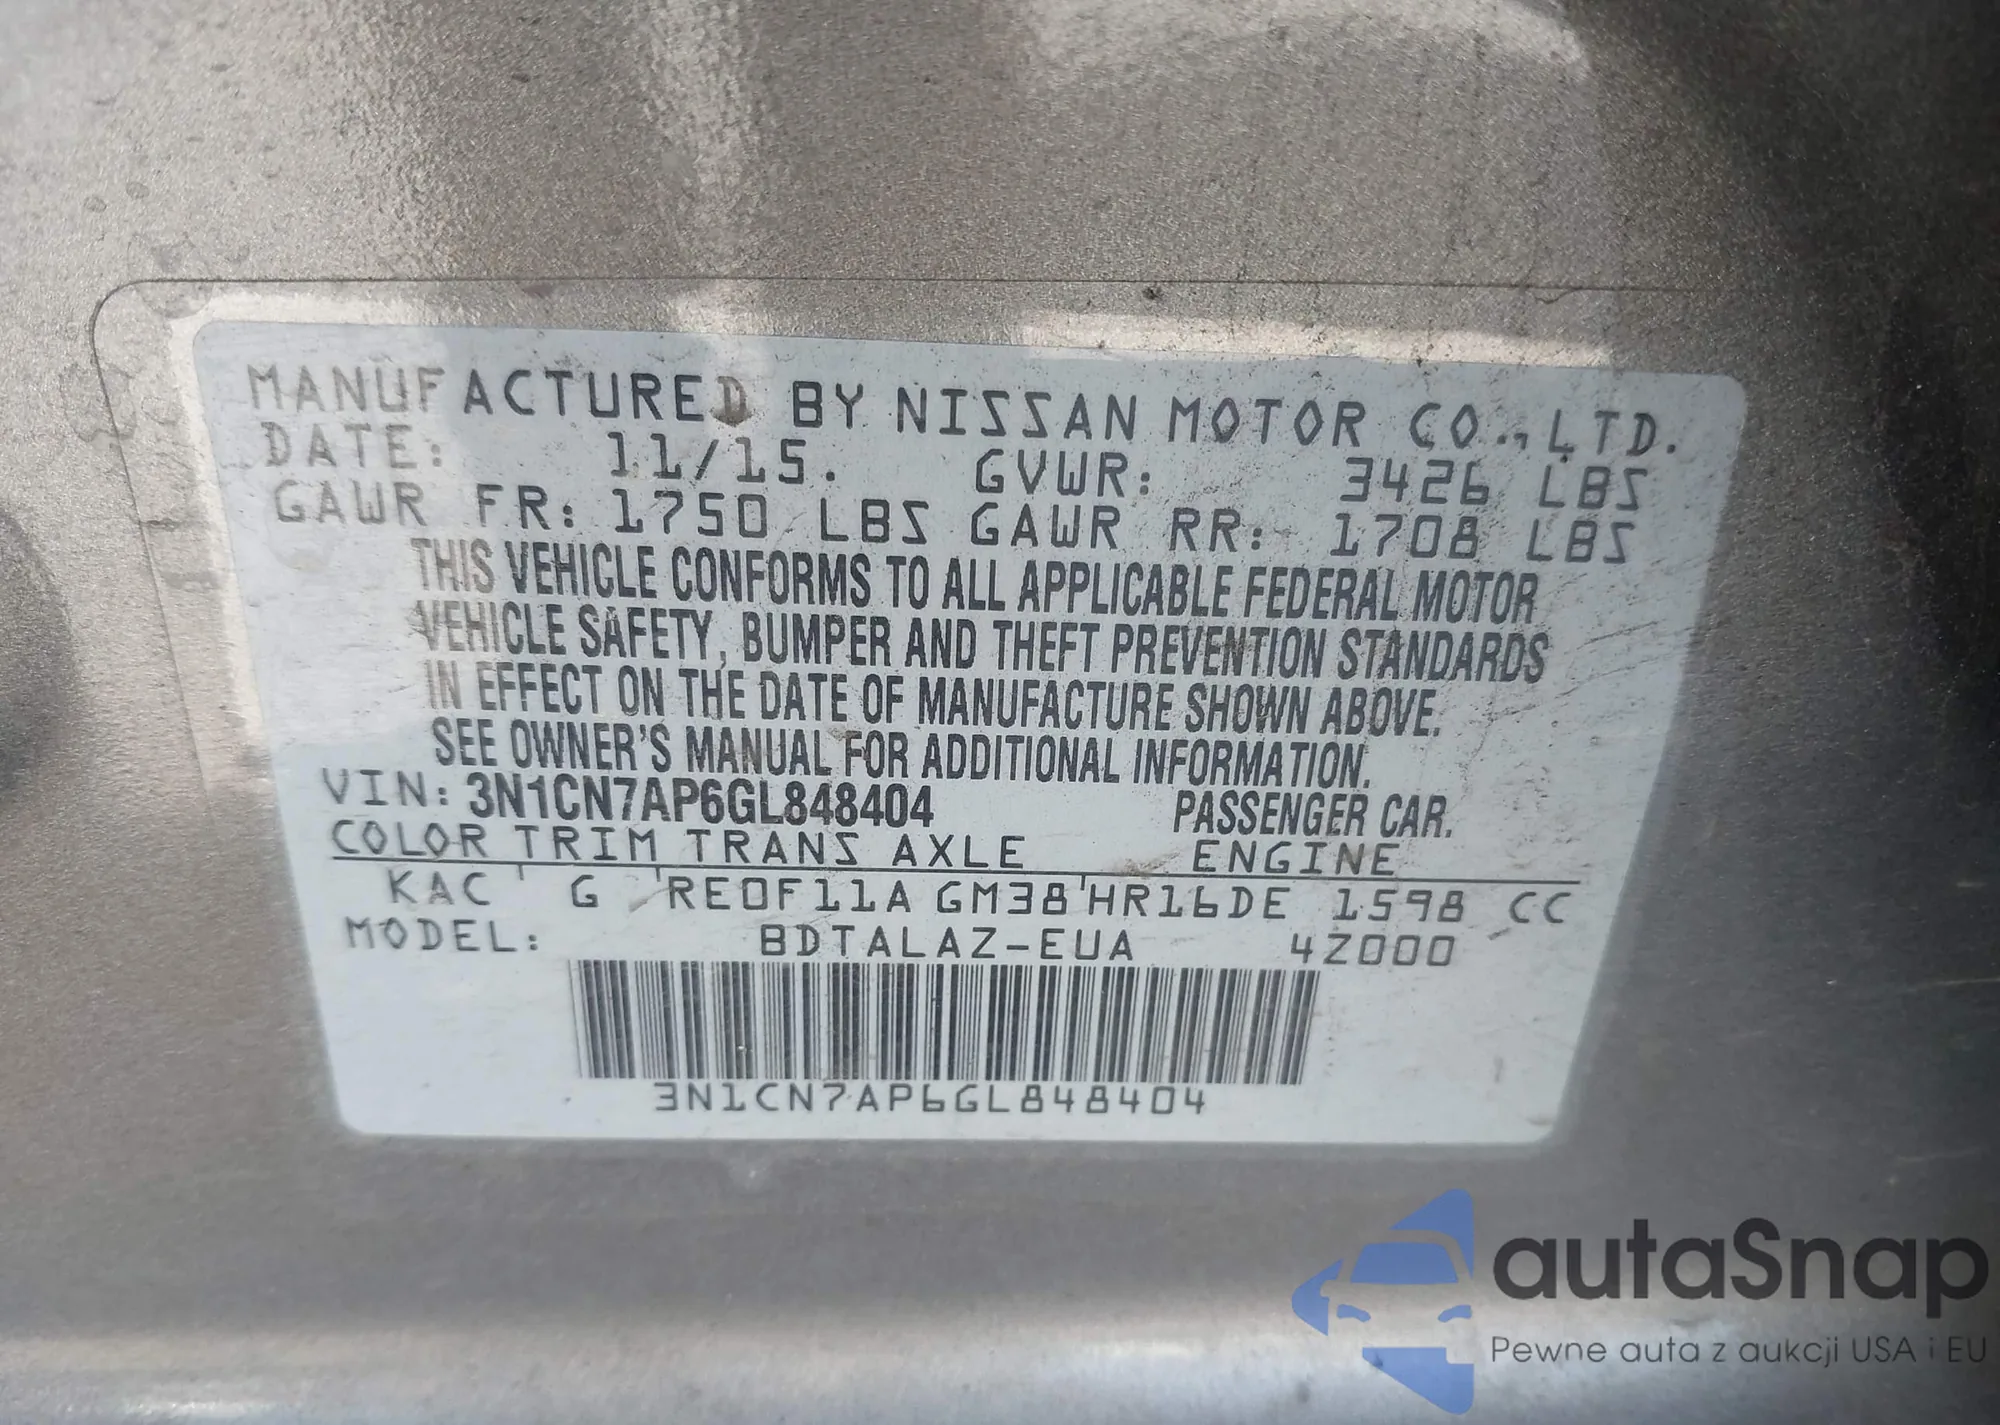 MANUFACTURED BY NISSAN MOTOR CO., LTD.
DATE: 11/15. GVWR: 3426 LBS
GAWR FR: 1750 LBS GAWR RR: 1708 LBS
THIS VEHICLE CONFORMS TO ALL APPLICABLE FEDERAL MOTOR
VEHICLE SAFETY, BUMPER AND THEFT PREVENTION STANDARDS
IN EFFECT ON THE DATE OF MANUFACTURE SHOWN ABOVE.
SEE OWNER'S MANUAL FOR ADDITIONAL INFORMATION.
VIN: 3N1CN7AP6GL848404 PASSENGER CAR.
COLOR TRIM TRANS AXLE ENGINE
KAC G RE0F11A GM38 HR16DE 1598 CC
MODEL: BDTALAZ-EUA 4Z000
3N1CN7AP6GL848404
autaSnap
Pewne auta z aukcji USA i EU